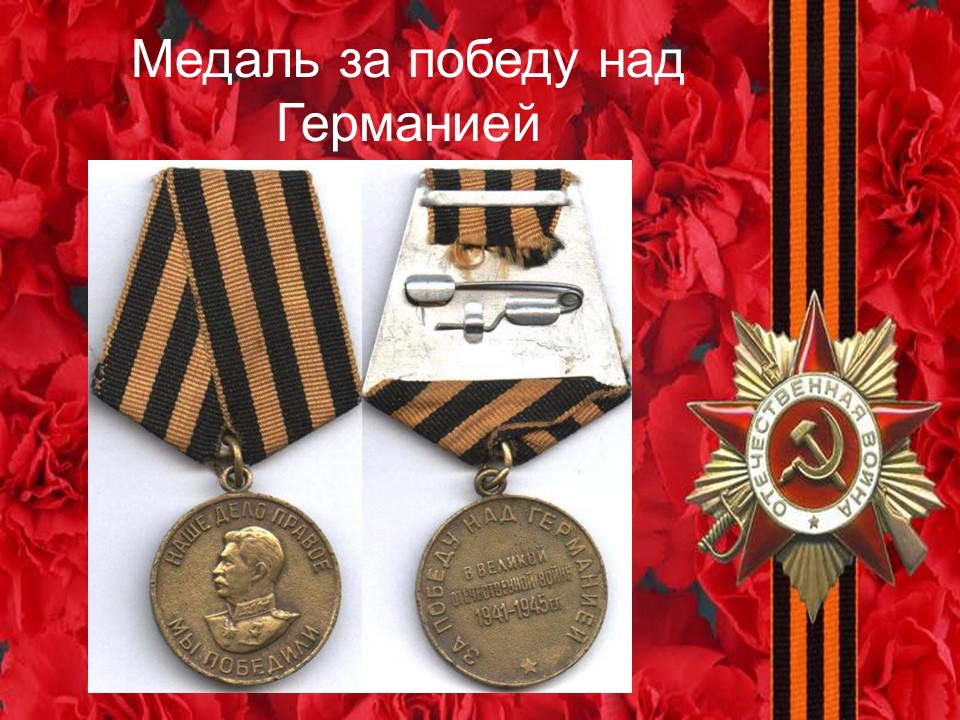 Медаль за победу над
Германией
НАШЕ ДЕЛО ПРАВОЕ
МЫ ПОБЕДИЛИ
ЗА ПОБЕДУ НАД ГЕРМАНИЕЙ
В ВЕЛИКОЙ
ОТЕЧЕСТВЕННОЙ ВОЙНЕ
1941-1945 гг
ОТЕЧЕСТВЕННАЯ ВОЙНА